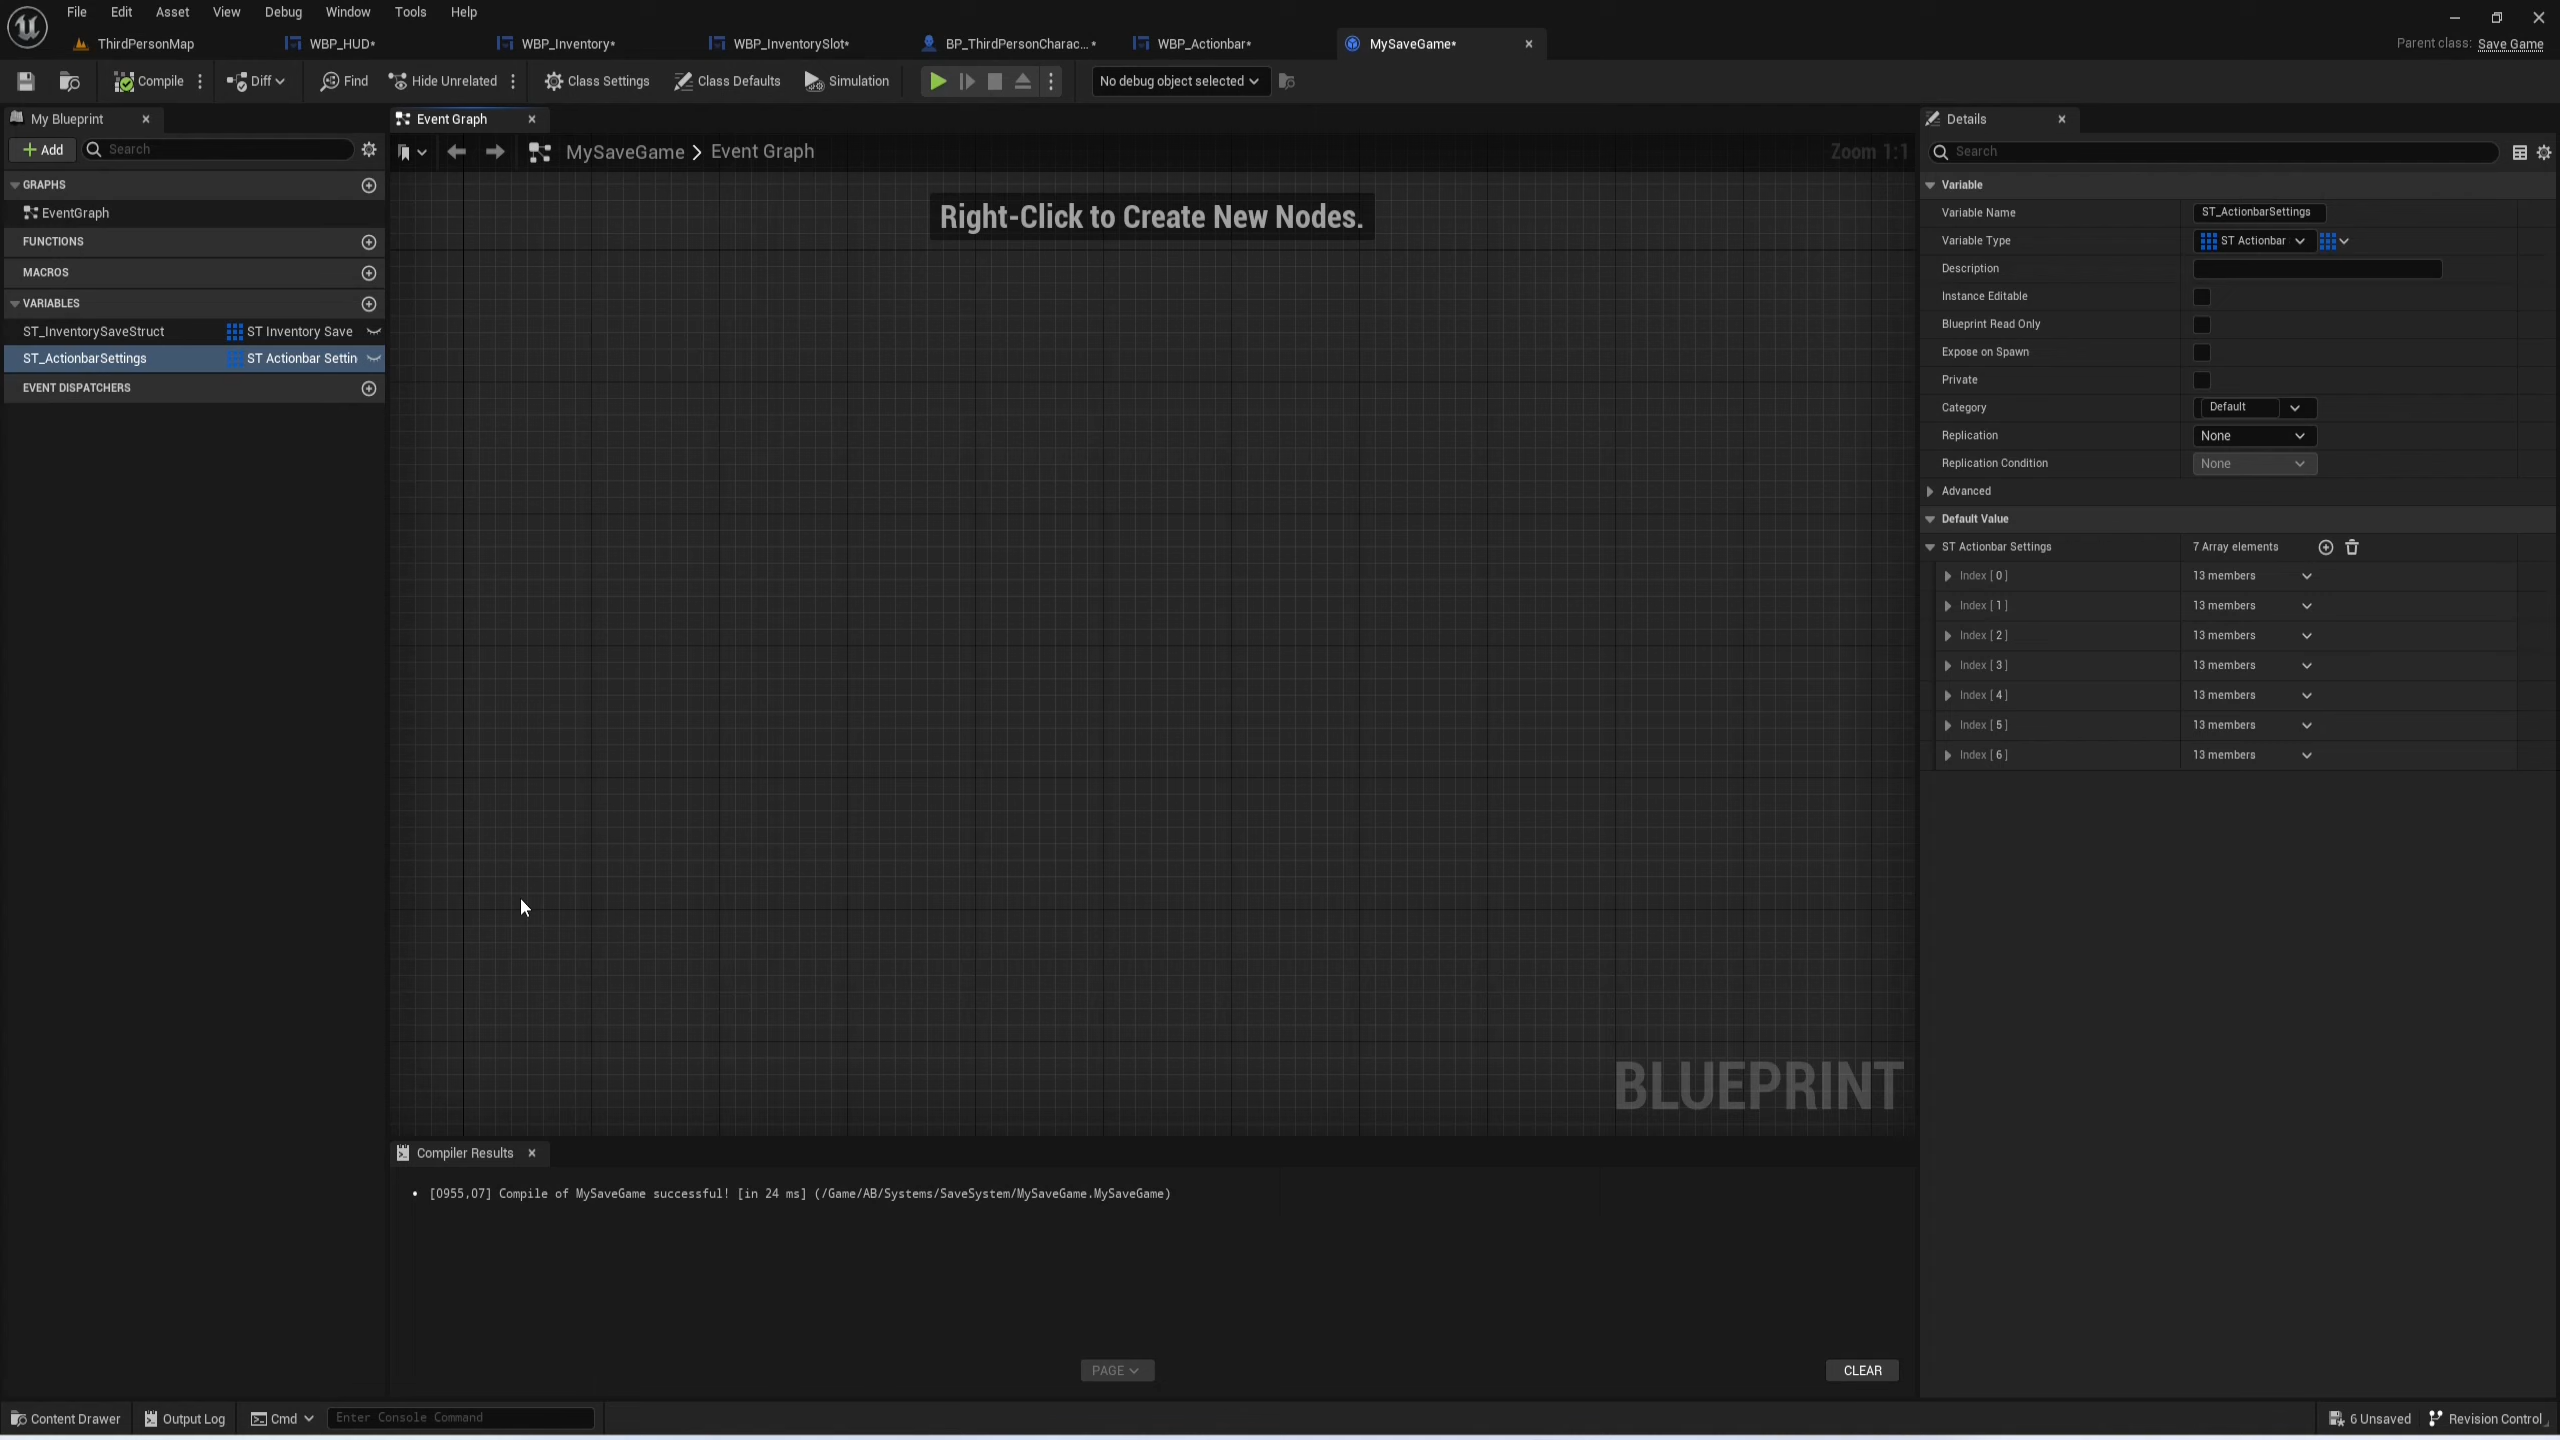 File Edit Asset View Debug Window Tools Help
ThirdPersonMap WBP_HUD* WBP_Inventory* WBP_InventorySlot* BP_ThirdPersonCharac...* WBP_Actionbar* MySaveGame*
Parent class: Save Game
Compile Diff Find Hide Unrelated Class Settings Class Defaults Simulation No debug object selected
My Blueprint
Add Search
GRAPHS
EventGraph
FUNCTIONS
MACROS
VARIABLES
ST_InventorySaveStruct ST Inventory Save
ST_ActionbarSettings ST Actionbar Settin
EVENT DISPATCHERS
Event Graph
MySaveGame > Event Graph
Zoom 1:1
Right-Click to Create New Nodes.
BLUEPRINT
Compiler Results
• [0955,07] Compile of MySaveGame successful! [in 24 ms] (/Game/AB/Systems/SaveSystem/MySaveGame.MySaveGame)
PAGE
CLEAR
Details
Search
Variable
Variable Name ST_ActionbarSettings
Variable Type ST Actionbar
Description
Instance Editable
Blueprint Read Only
Expose on Spawn
Private
Category Default
Replication None
Replication Condition None
Advanced
Default Value
ST Actionbar Settings 7 Array elements
Index [ 0 ] 13 members
Index [ 1 ] 13 members
Index [ 2 ] 13 members
Index [ 3 ] 13 members
Index [ 4 ] 13 members
Index [ 5 ] 13 members
Index [ 6 ] 13 members
Content Drawer Output Log Cmd Enter Console Command
6 Unsaved Revision Control